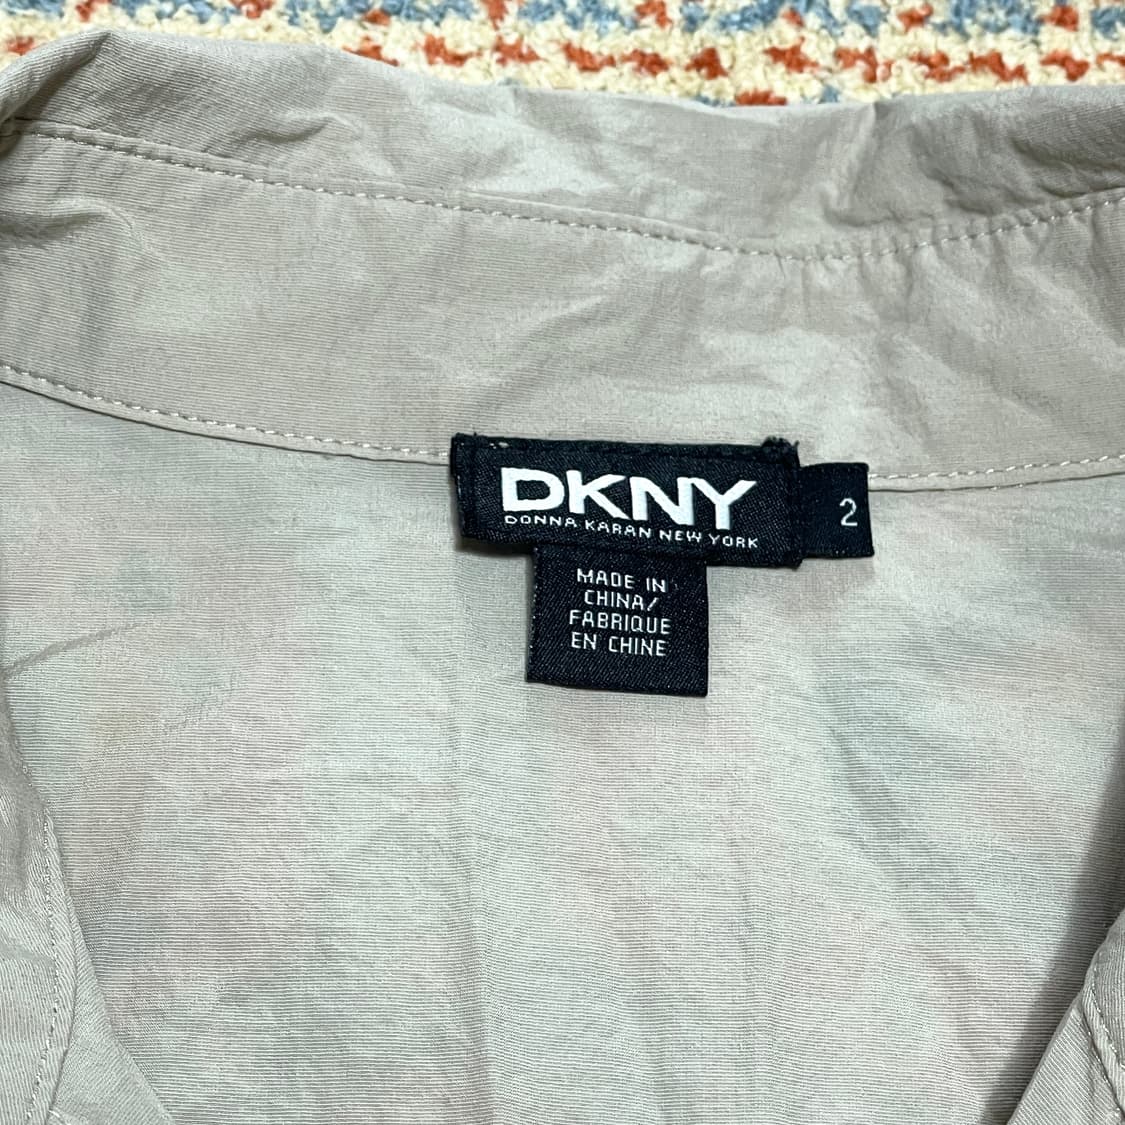 DKNY
DONNA KARAN NEW YORK
2
MADE IN
CHINA/
FABRIQUE
EN CHINE